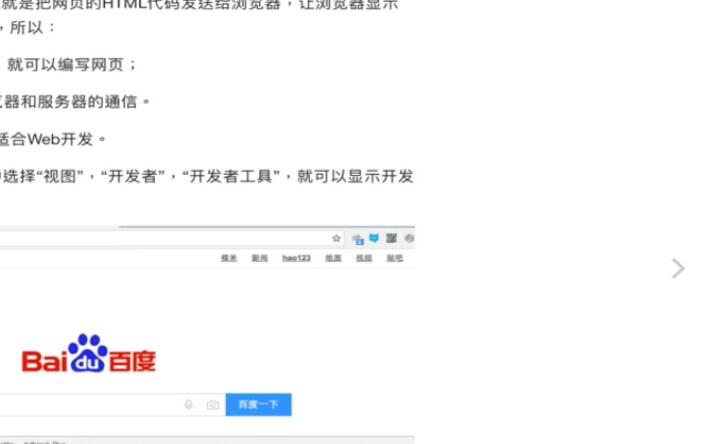 就是把网页的HTML代码发送给浏览器，让浏览器显示
，所以：
就可以编写网页；
览器和服务器的通信。
适合Web开发。
中选择“视图”，“开发者”，“开发者工具”，就可以显示开发
糯米 新闻 hao123 地图 视频 贴吧
Bai du 百度
百度一下